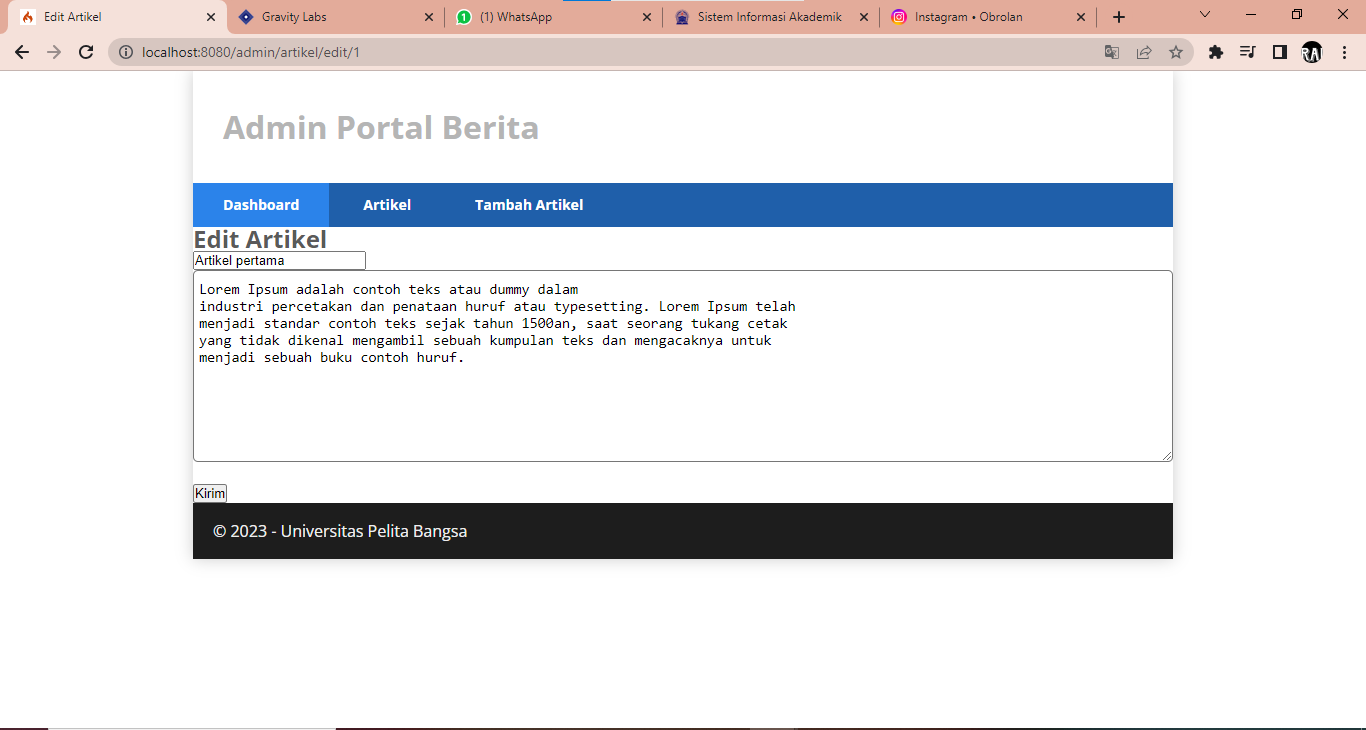 Edit Artikel
Gravity Labs
(1) WhatsApp
Sistem Informasi Akademik
Instagram • Obrolan
localhost:8080/admin/artikel/edit/1
Admin Portal Berita
Dashboard Artikel Tambah Artikel
Edit Artikel
Artikel pertama
Lorem Ipsum adalah contoh teks atau dummy dalam
industri percetakan dan penataan huruf atau typesetting. Lorem Ipsum telah
menjadi standar contoh teks sejak tahun 1500an, saat seorang tukang cetak
yang tidak dikenal mengambil sebuah kumpulan teks dan mengacaknya untuk
menjadi sebuah buku contoh huruf.
Kirim
© 2023 - Universitas Pelita Bangsa